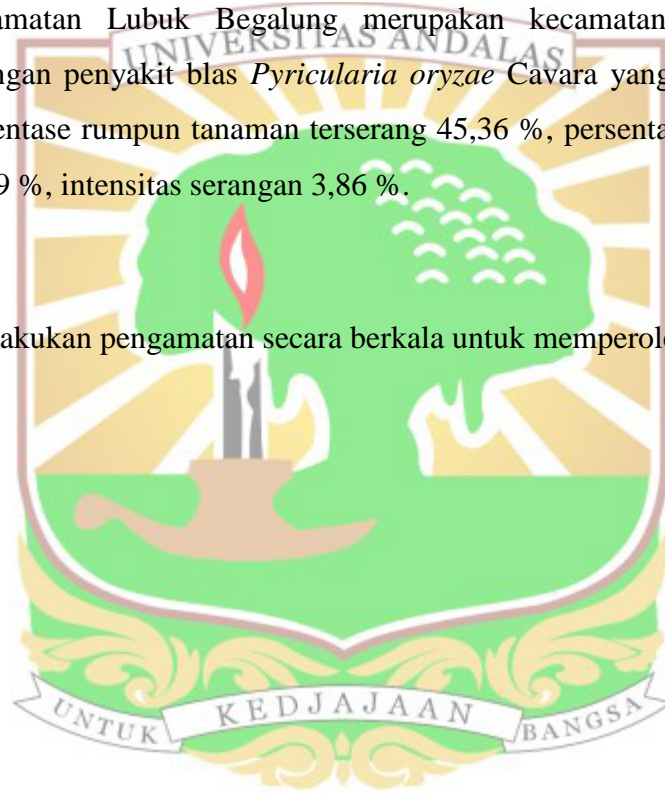 amatan Lubuk Begalung merupakan kecamatan
UNIVERSITAS ANDALAS
ngan penyakit blas Pyricularia oryzae Cavara yang
entase rumpun tanaman terserang 45,36 %, persenta
9 %, intensitas serangan 3,86 %.
akukan pengamatan secara berkala untuk memperol
UNTUK KEDJAJAAN BANGSA